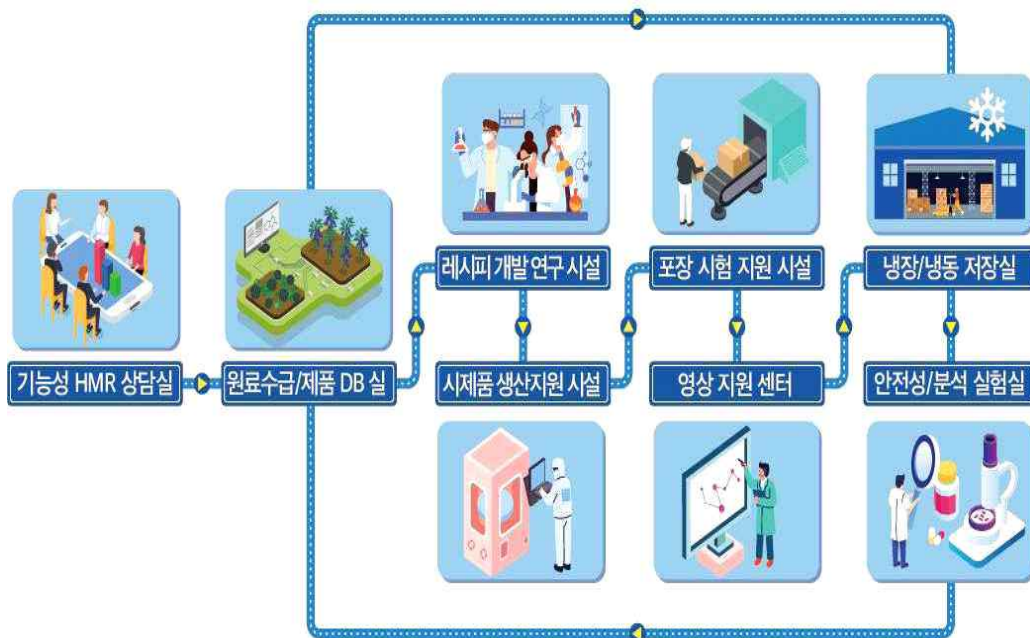 레시피 개발 연구 시설
포장 시험 지원 시설
냉장/냉동 저장실
기능성 HMR 상담실
원료수급/제품 DB 실
시제품 생산지원 시설
영상 지원 센터
안전성/분석 실험실